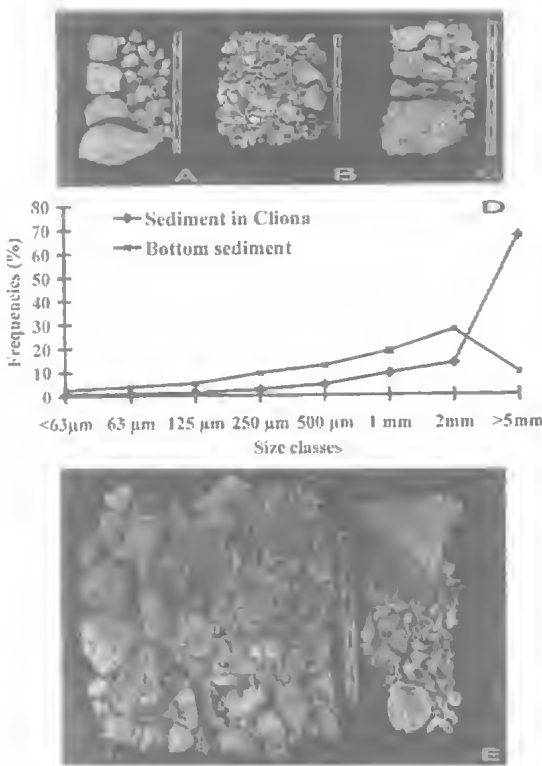 A
B
D
80
70
60
50
40
30
20
10
0
Frequencies (%)
Sediment in Cliona
Bottom sediment
<63µm 63 µm 125 µm 250 µm 500 µm 1 mm 2mm >5mm
Size classes
E